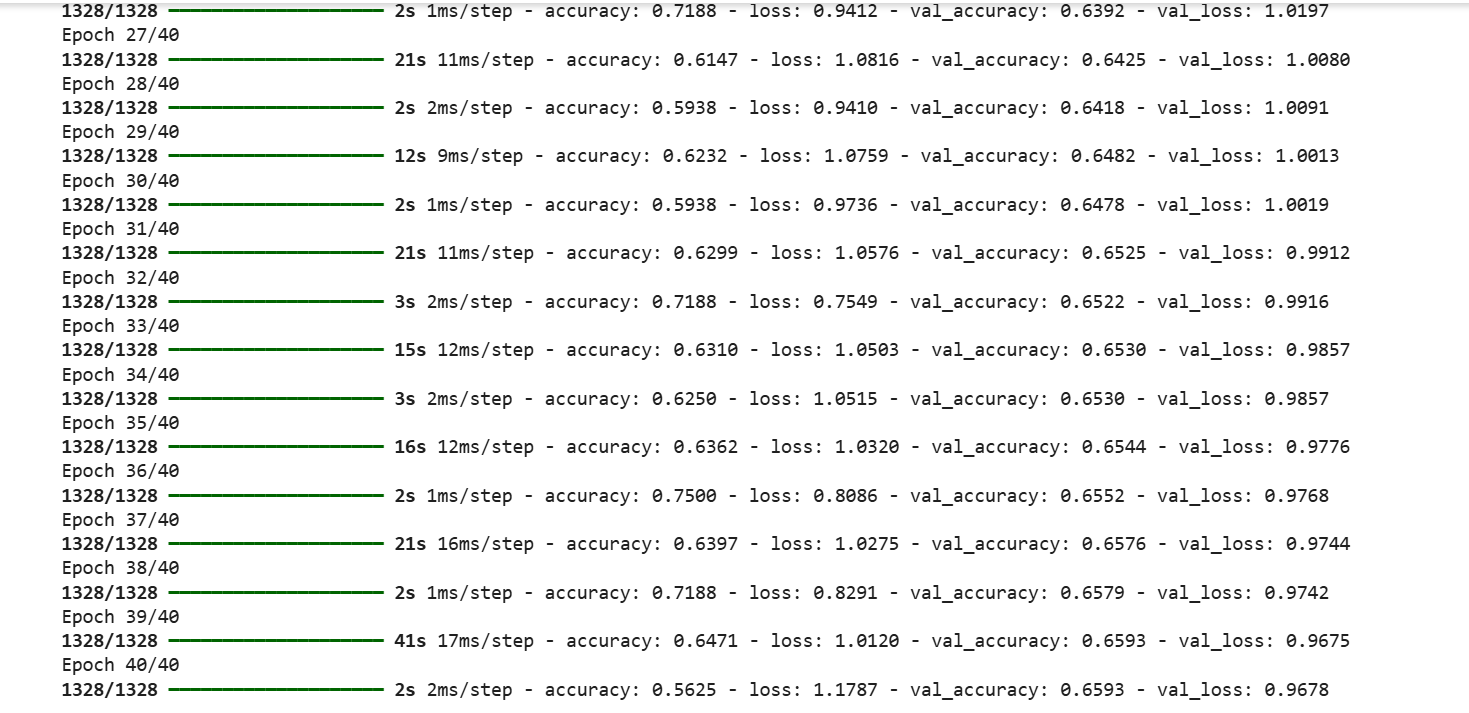 1328/1328 ━━━━━━━━━━━━━━━━━━━━ 2s 1ms/step - accuracy: 0.7188 - loss: 0.9412 - val_accuracy: 0.6392 - val_loss: 1.0197
Epoch 27/40
1328/1328 ━━━━━━━━━━━━━━━━━━━━ 21s 11ms/step - accuracy: 0.6147 - loss: 1.0816 - val_accuracy: 0.6425 - val_loss: 1.0080
Epoch 28/40
1328/1328 ━━━━━━━━━━━━━━━━━━━━ 2s 2ms/step - accuracy: 0.5938 - loss: 0.9410 - val_accuracy: 0.6418 - val_loss: 1.0091
Epoch 29/40
1328/1328 ━━━━━━━━━━━━━━━━━━━━ 12s 9ms/step - accuracy: 0.6232 - loss: 1.0759 - val_accuracy: 0.6482 - val_loss: 1.0013
Epoch 30/40
1328/1328 ━━━━━━━━━━━━━━━━━━━━ 2s 1ms/step - accuracy: 0.5938 - loss: 0.9736 - val_accuracy: 0.6478 - val_loss: 1.0019
Epoch 31/40
1328/1328 ━━━━━━━━━━━━━━━━━━━━ 21s 11ms/step - accuracy: 0.6299 - loss: 1.0576 - val_accuracy: 0.6525 - val_loss: 0.9912
Epoch 32/40
1328/1328 ━━━━━━━━━━━━━━━━━━━━ 3s 2ms/step - accuracy: 0.7188 - loss: 0.7549 - val_accuracy: 0.6522 - val_loss: 0.9916
Epoch 33/40
1328/1328 ━━━━━━━━━━━━━━━━━━━━ 15s 12ms/step - accuracy: 0.6310 - loss: 1.0503 - val_accuracy: 0.6530 - val_loss: 0.9857
Epoch 34/40
1328/1328 ━━━━━━━━━━━━━━━━━━━━ 3s 2ms/step - accuracy: 0.6250 - loss: 1.0515 - val_accuracy: 0.6530 - val_loss: 0.9857
Epoch 35/40
1328/1328 ━━━━━━━━━━━━━━━━━━━━ 16s 12ms/step - accuracy: 0.6362 - loss: 1.0320 - val_accuracy: 0.6544 - val_loss: 0.9776
Epoch 36/40
1328/1328 ━━━━━━━━━━━━━━━━━━━━ 2s 1ms/step - accuracy: 0.7500 - loss: 0.8086 - val_accuracy: 0.6552 - val_loss: 0.9768
Epoch 37/40
1328/1328 ━━━━━━━━━━━━━━━━━━━━ 21s 16ms/step - accuracy: 0.6397 - loss: 1.0275 - val_accuracy: 0.6576 - val_loss: 0.9744
Epoch 38/40
1328/1328 ━━━━━━━━━━━━━━━━━━━━ 2s 1ms/step - accuracy: 0.7188 - loss: 0.8291 - val_accuracy: 0.6579 - val_loss: 0.9742
Epoch 39/40
1328/1328 ━━━━━━━━━━━━━━━━━━━━ 41s 17ms/step - accuracy: 0.6471 - loss: 1.0120 - val_accuracy: 0.6593 - val_loss: 0.9675
Epoch 40/40
1328/1328 ━━━━━━━━━━━━━━━━━━━━ 2s 2ms/step - accuracy: 0.5625 - loss: 1.1787 - val_accuracy: 0.6593 - val_loss: 0.9678